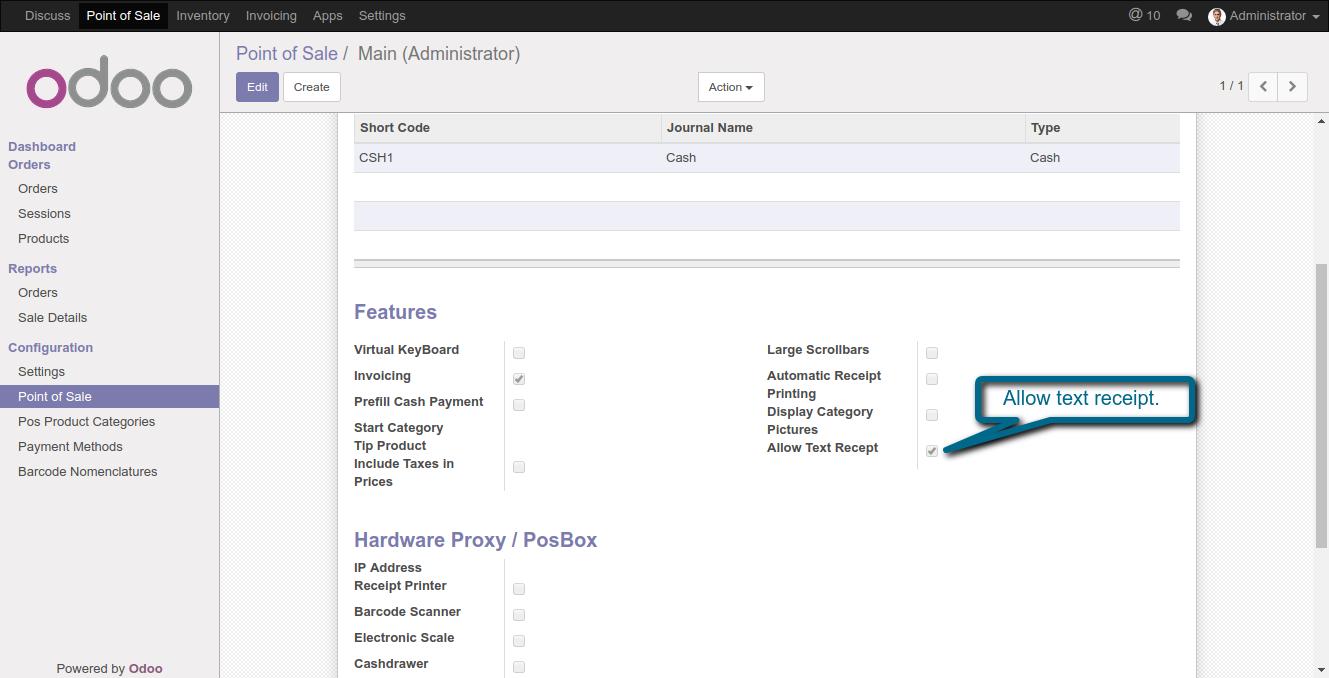 Discuss Point of Sale Inventory Invoicing Apps Settings @ 10 Administrator
odoo
Point of Sale / Main (Administrator)
Edit Create Action 1 / 1
Dashboard
Orders
Orders
Sessions
Products
Reports
Orders
Sale Details
Configuration
Settings
Point of Sale
Pos Product Categories
Payment Methods
Barcode Nomenclatures
Powered by Odoo
Short Code Journal Name Type
CSH1 Cash Cash
Features
Virtual KeyBoard
Invoicing
Prefill Cash Payment
Start Category
Tip Product
Include Taxes in
Prices
Large Scrollbars
Automatic Receipt
Printing
Display Category
Pictures
Allow Text Recept
Allow text receipt.
Hardware Proxy / PosBox
IP Address
Receipt Printer
Barcode Scanner
Electronic Scale
Cashdrawer